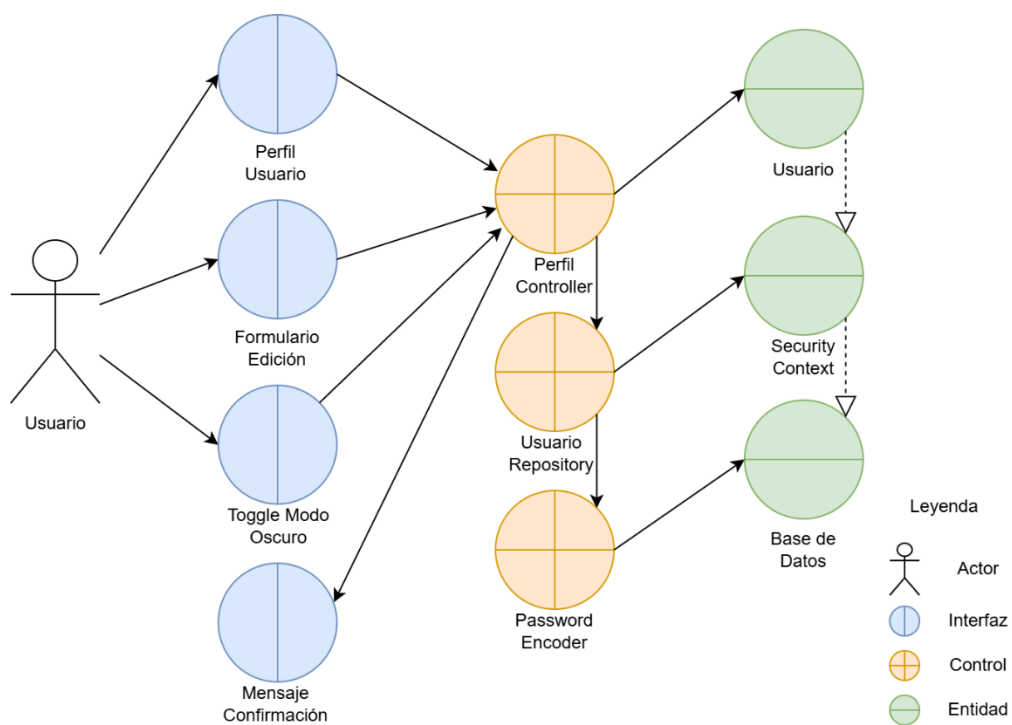 Perfil
Usuario
Formulario
Edición
Toggle Modo
Oscuro
Mensaje
Confirmación
Usuario
Perfil
Controller
Usuario
Repository
Password
Encoder
Usuario
Security
Context
Base de
Datos
Leyenda
Actor
Interfaz
Control
Entidad